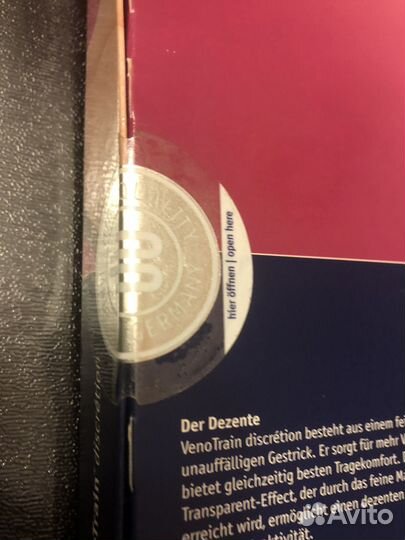 QUALITY
GERMANY
hier öffnen | open here
Der Dezente
VenoTrain discrétion besteht aus einem
unauffälligen Gestrick. Er sorgt für mehr
bietet gleichzeitig besten Tragekomfort.
Transparent-Effect, der durch das feine
erreicht wird, ermöglicht einen dezenten
Avito